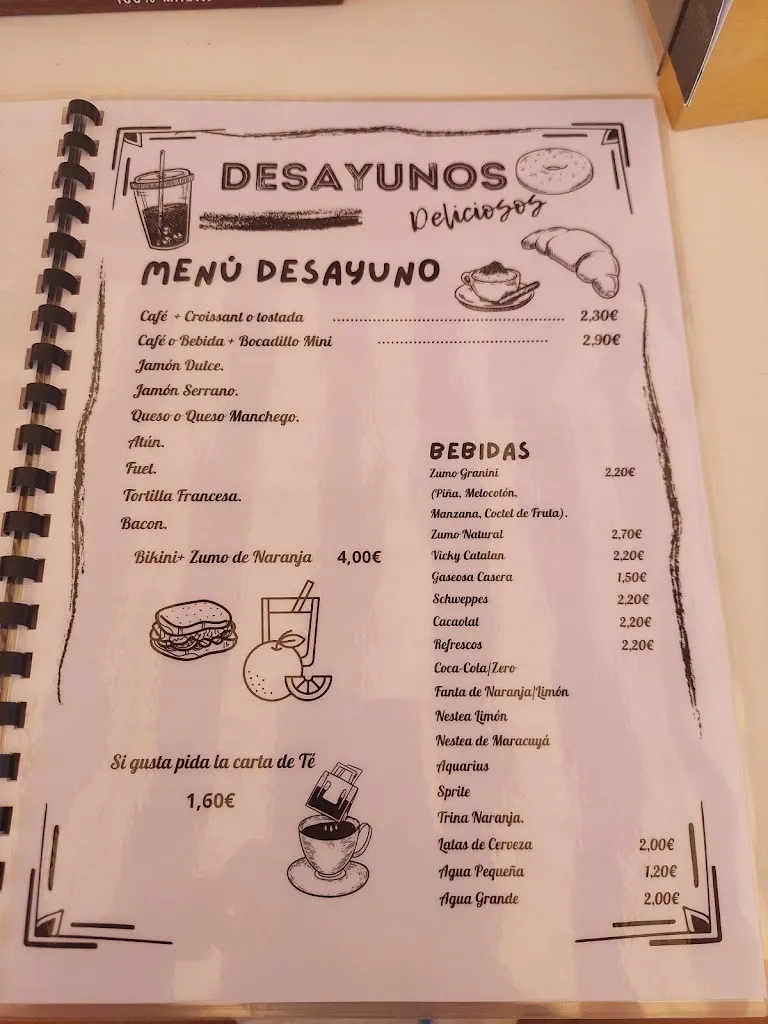 DESAYUNOS
Deliciosos
MENÚ DESAYUNO
Café + Croissant o tostada ........................................................ 2,30€
Café o Bebida + Bocadillo Mini ........................................ 2,90€
Jamón Dulce.
Jamón Serrano.
Queso o Queso Manchego.
Atún.
Fuet.
Tortilla Francesa.
Bacon.
Bikini+ Zumo de Naranja 4,00€
Si gusta pida la carta de Té
1,60€
BEBIDAS
Zumo Granini 2,20€
(Piña, Melocotón,
Manzana, Coctel de Fruta).
Zumo Natural 2,70€
Vicky Catalan 2,20€
Gaseosa Casera 1,50€
Schweppes 2,20€
Cacaolat 2,20€
Refrescos 2,20€
Coca-Cola/Zero
Fanta de Naranja/Limón
Nestea Limón
Nestea de Maracuyá
Aquarius
Sprite
Trina Naranja.
Latas de Cerveza 2,00€
Agua Pequeña 1,20€
Agua Grande 2,00€